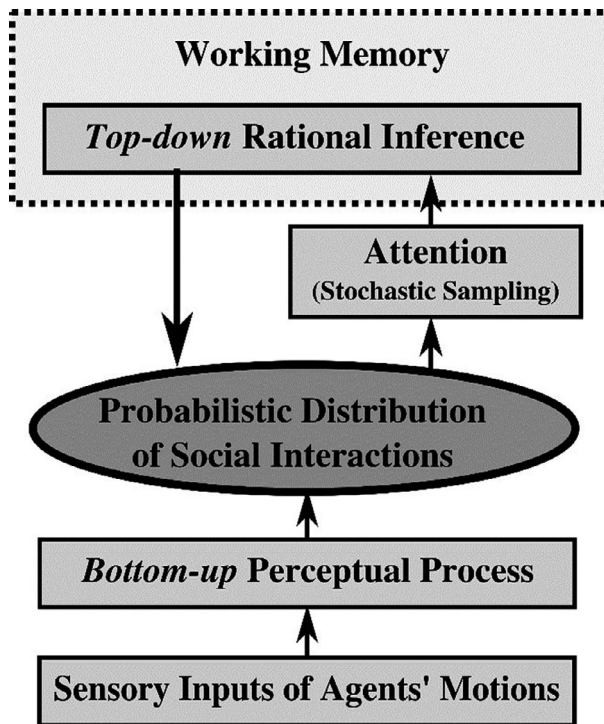 Working Memory
Top-down Rational Inference
Attention
(Stochastic Sampling)
Probabilistic Distribution
of Social Interactions
Bottom-up Perceptual Process
Sensory Inputs of Agents' Motions